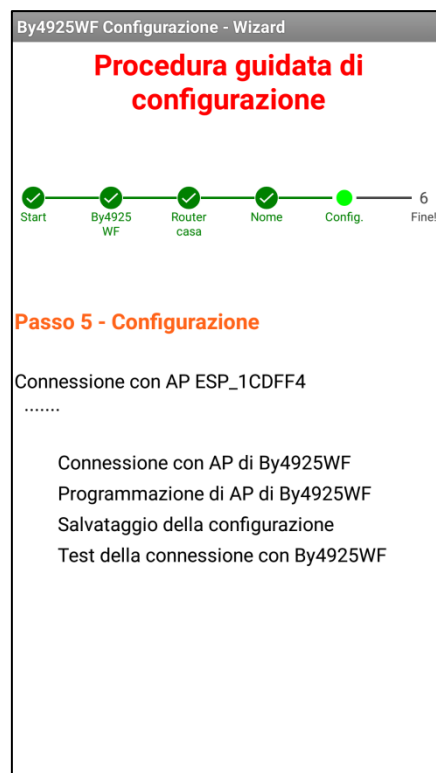 By4925WF Configurazione - Wizard
Procedura guidata di
configurazione
6
Start By4925 Router Nome Config. Fine!
WF casa
Passo 5 - Configurazione
Connessione con AP ESP_1CDFF4
.......
Connessione con AP di By4925WF
Programmazione di AP di By4925WF
Salvataggio della configurazione
Test della connessione con By4925WF